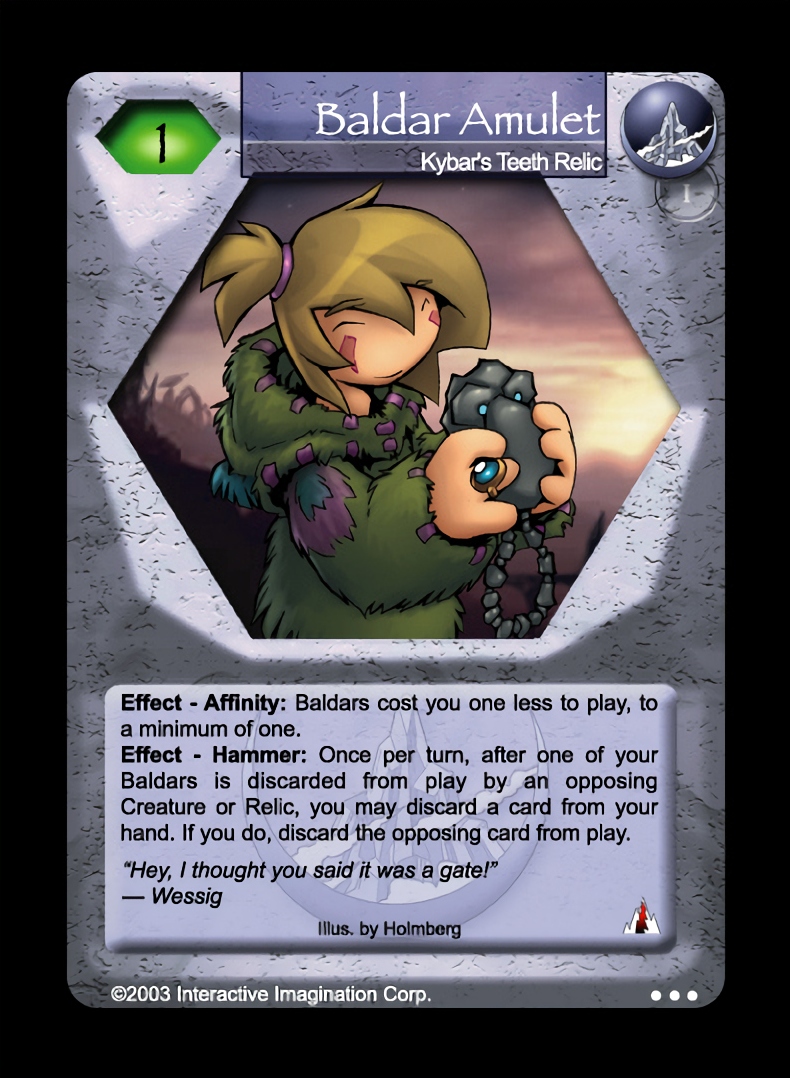 1
Baldar Amulet
Kybar's Teeth Relic
1
Effect - Affinity: Baldars cost you one less to play, to
a minimum of one.
Effect - Hammer: Once per turn, after one of your
Baldars is discarded from play by an opposing
Creature or Relic, you may discard a card from your
hand. If you do, discard the opposing card from play.
“Hey, I thought you said it was a gate!”
— Wessig
Illus. by Holmberg
©2003 Interactive Imagination Corp.